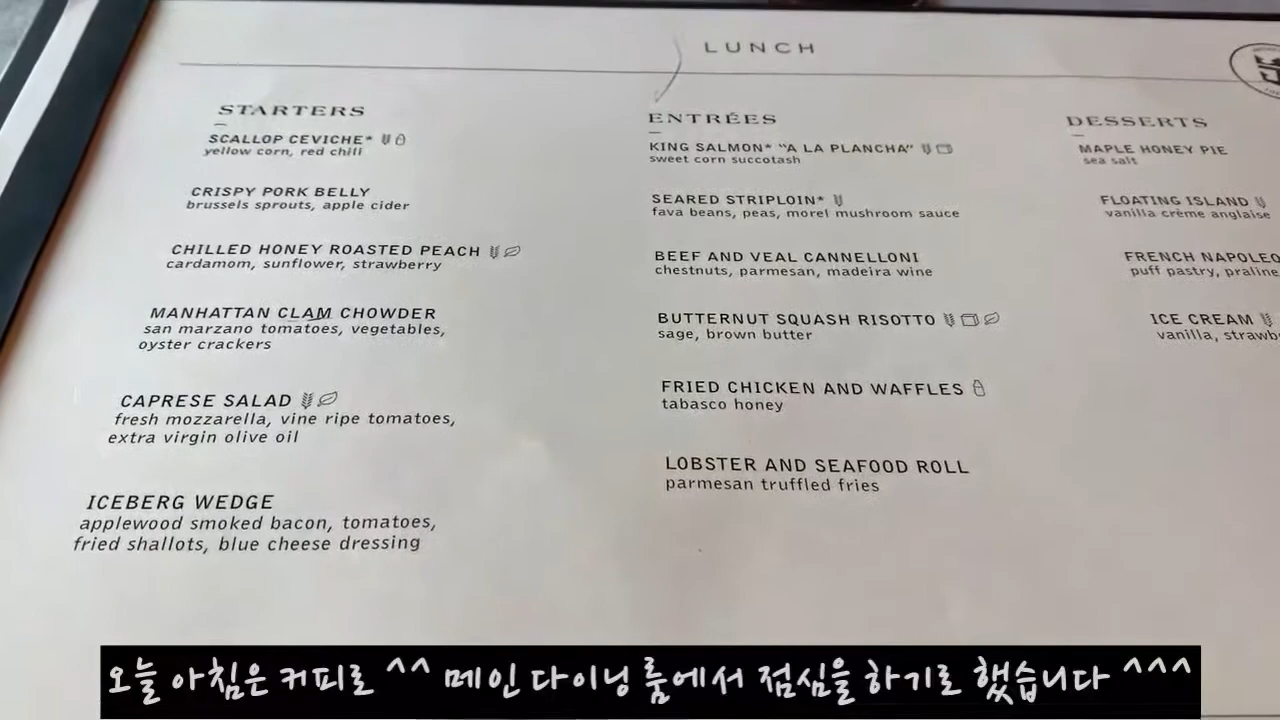 LUNCH
STARTERS
SCALLOP CEVICHE*
yellow corn, red chili
CRISPY PORK BELLY
brussels sprouts, apple cider
CHILLED HONEY ROASTED PEACH
cardamom, sunflower, strawberry
MANHATTAN CLAM CHOWDER
san marzano tomatoes, vegetables,
oyster crackers
CAPRESE SALAD
fresh mozzarella, vine ripe tomatoes,
extra virgin olive oil
ICEBERG WEDGE
applewood smoked bacon, tomatoes,
fried shallots, blue cheese dressing
ENTRÉES
KING SALMON* "A LA PLANCHA"
sweet corn succotash
SEARED STRIPLOIN*
fava beans, peas, morel mushroom sauce
BEEF AND VEAL CANNELLONI
chestnuts, parmesan, madeira wine
BUTTERNUT SQUASH RISOTTO
sage, brown butter
FRIED CHICKEN AND WAFFLES
tabasco honey
LOBSTER AND SEAFOOD ROLL
parmesan truffled fries
DESSERTS
MAPLE HONEY PIE
sea salt
FLOATING ISLAND
vanilla crème anglaise
FRENCH NAPOLEO
puff pastry, praline
ICE CREAM
vanilla, strawb
오늘 아침은 커피로 ^^ 메인 다이닝 룸에서 점심을 하기로 했습니다 ^^^